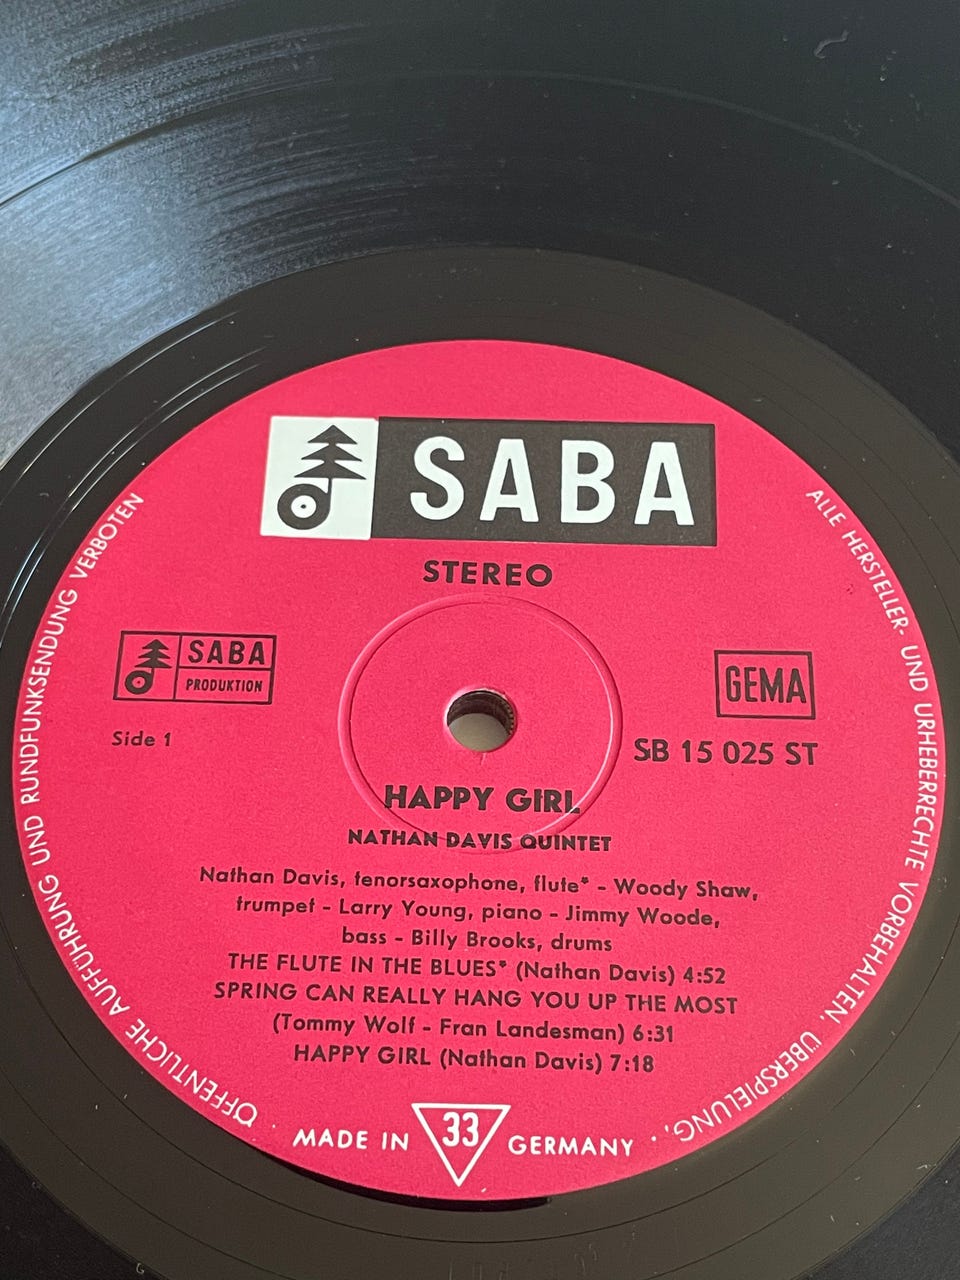 SABA
STEREO
SABA
PRODUKTION
GEMA
Side 1
SB 15 025 ST
HAPPY GIRL
NATHAN DAVIS QUINTET
Nathan Davis, tenorsaxophone, flute* - Woody Shaw,
trumpet - Larry Young, piano - Jimmy Woode,
bass - Billy Brooks, drums
THE FLUTE IN THE BLUES* (Nathan Davis) 4:52
SPRING CAN REALLY HANG YOU UP THE MOST
(Tommy Wolf - Fran Landesman) 6:31
HAPPY GIRL (Nathan Davis) 7:18
MADE IN 33 GERMANY
ALLE HERSTELLER- UND URHEBERRECHTE VORBEHALTEN. ÜBERSPIELUNG,
ÖFFENTLICHE AUFFÜHRUNG UND RUNDFUNKSENDUNG VERBOTEN